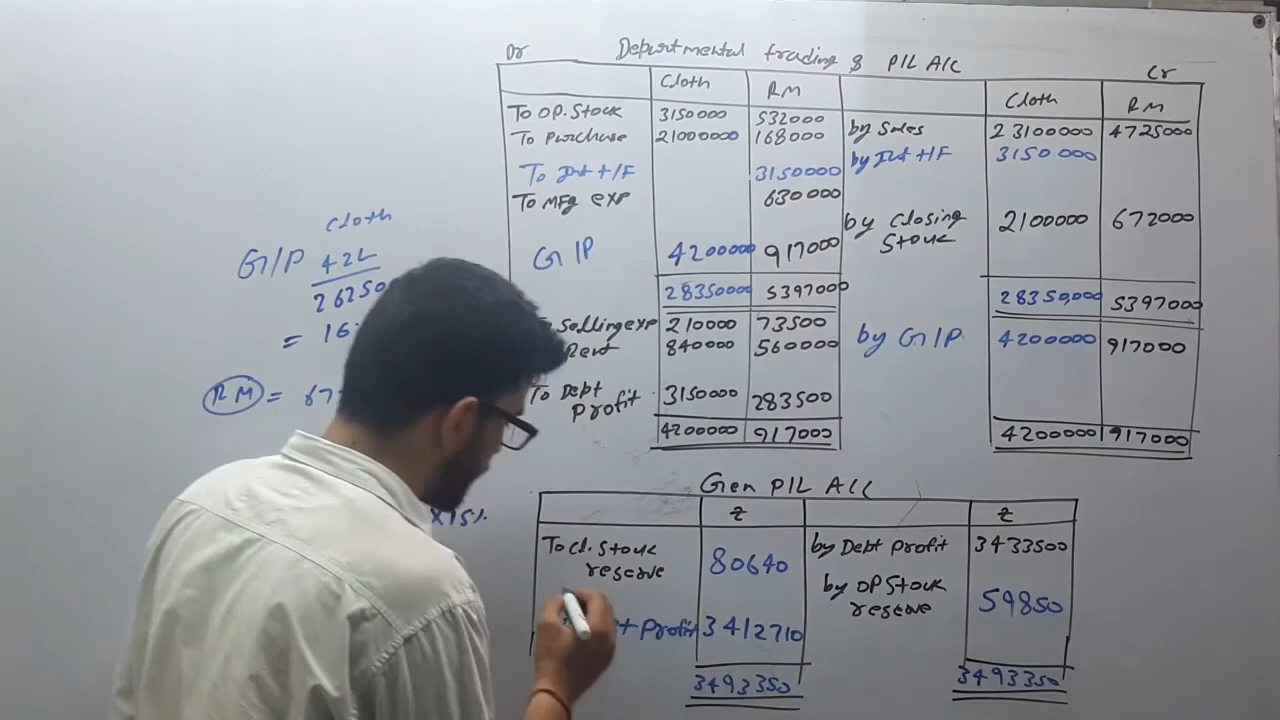 Dr Departmental trading & P/L A/C Cr
Cloth RM Cloth RM
To OP. Stock 3150000 532000
To Purchase 21000000 168000 by Sales 23100000 4725000
To Int t/F 3150000 by Int t/F 3150000
To Mfg exp 630000
by Closing Stock 2100000 672000
G/P 4200000 917000
28350000 5397000 28350,000 5397000
Selling exp 210000 73500 by G/P. 4200000 917000
Rent 840000 560000
To Dept Profit 3150000 283500
4200000 917000 4200000 917000
Cloth
G/P 42L
26250
= 16.
RM = 67
x15%
Gen P/L A/C
₹ ₹
To cl. Stock reserve 80640 by Dept Profit 3433500
by OP Stock reserve 59850
Profit 3412710
3493350 3493350